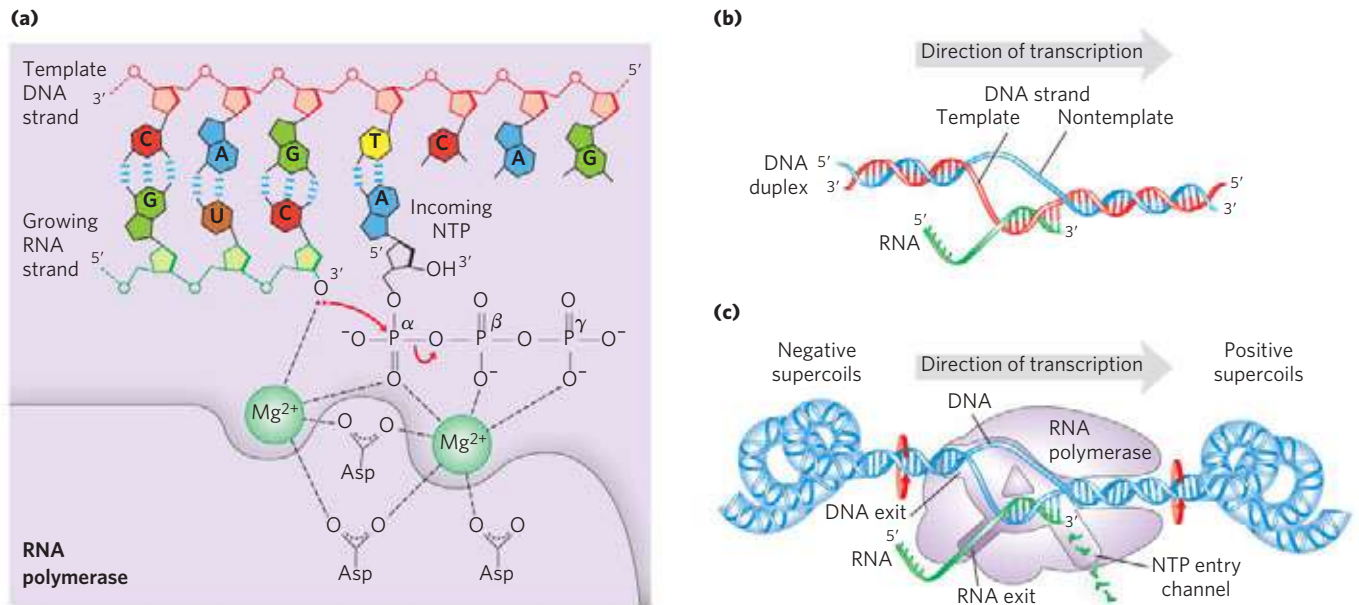 (a)
Template
DNA
strand
3′
5′
C
A
G
T
C
A
G
G
U
C
A
Growing
RNA
strand
5′
3′
O
Incoming
NTP
5′
OH3′
O
O
O
α
β
γ
–O
P
O
P
O
P
O–
O
O–
O–
Mg2+
O
O
Mg2+
Asp
O
O
O
O
Asp
Asp
RNA
polymerase
(b)
Direction of transcription
DNA strand
Template
Nontemplate
DNA
duplex
5′
3′
5′
3′
5′
RNA
3′
(c)
Negative
supercoils
Direction of transcription
Positive
supercoils
DNA
RNA
polymerase
DNA exit
5′
RNA
3′
RNA exit
NTP entry
channel